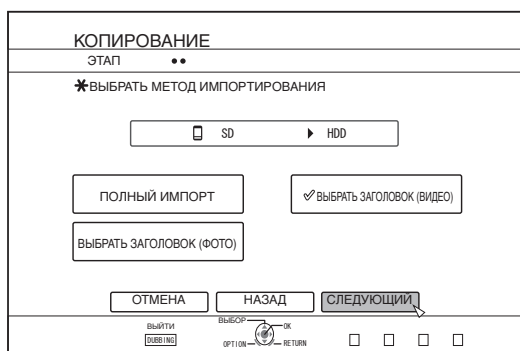 КОПИРОВАНИЕ
ЭТАП
ВЫБРАТЬ МЕТОД ИМПОРТИРОВАНИЯ
SD HDD
ПОЛНЫЙ ИМПОРТ
ВЫБРАТЬ ЗАГОЛОВОК (ВИДЕО)
ВЫБРАТЬ ЗАГОЛОВОК (ФОТО)
ОТМЕНА НАЗАД СЛЕДУЮЩИЙ
ВЫЙТИ ВЫБОР OK
DUBBING OPTION RETURN